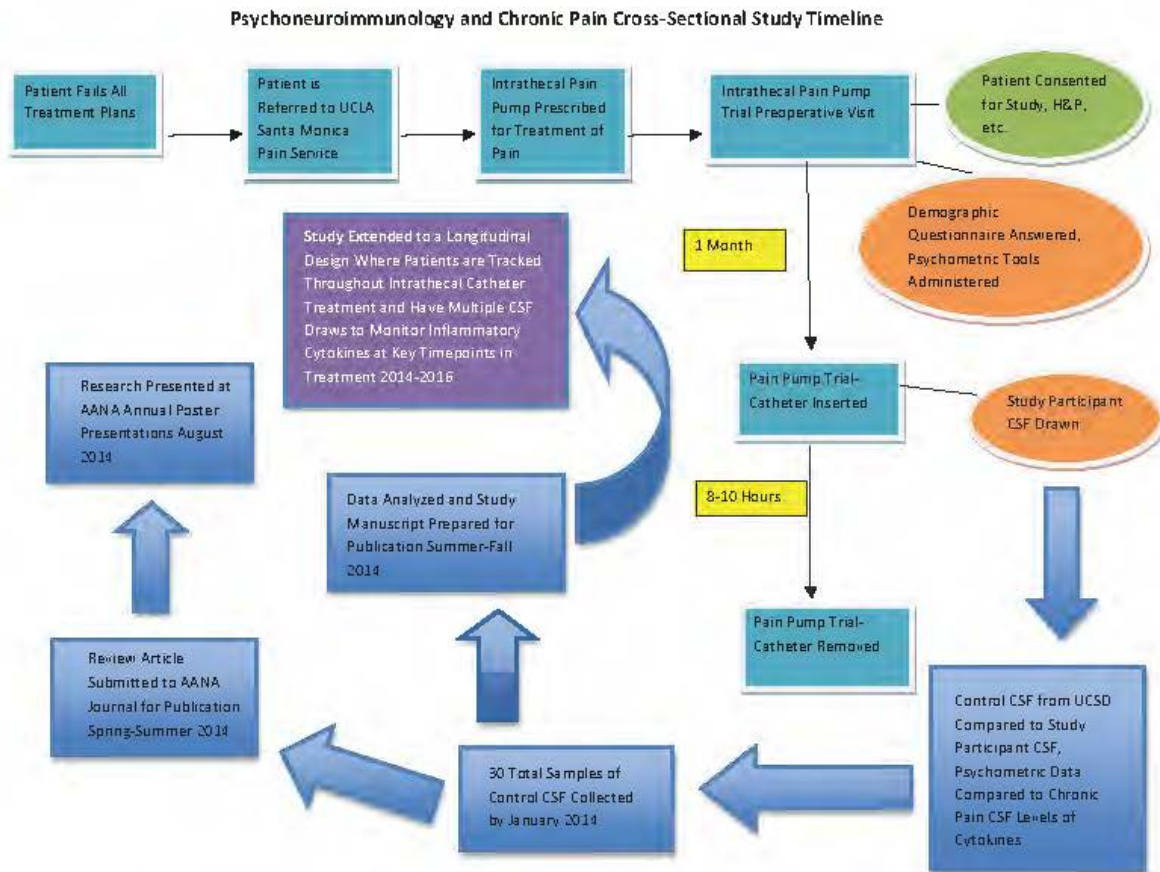 Psychoneuroimmunology and Chronic Pain Cross-Sectional Study Timeline
Patient Fails All
Treatment Plans
Patient is
Referred to UCLA
Santa Monica
Pain Service
Intrathecal Pain
Pump Prescribed
for Treatment of
Pain
Intrathecal Pain Pump
Trial Preoperative Visit
Patient Consented
for Study, H&P,
etc.
Demographic
Questionnaire Answered,
Psychometric Tools
Administered
1 Month
Study Extended to a Longitudinal
Design Where Patients are Tracked
Throughout Intrathecal Catheter
Treatment and Have Multiple CSF
Draws to Monitor Inflammatory
Cytokines at Key Timepoints in
Treatment 2014-2016
Pain Pump Trial-
Catheter Inserted
Study Participant
CSF Drawn
8-10 Hours
Pain Pump Trial-
Catheter Removed
Control CSF from UCSD
Compared to Study
Participant CSF,
Psychometric Data
Compared to Chronic
Pain CSF Levels of
Cytokines
30 Total Samples of
Control CSF Collected
by January 2014
Data Analyzed and Study
Manuscript Prepared for
Publication Summer-Fall
2014
Review Article
Submitted to AANA
Journal for Publication
Spring-Summer 2014
Research Presented at
AANA Annual Poster
Presentations August
2014